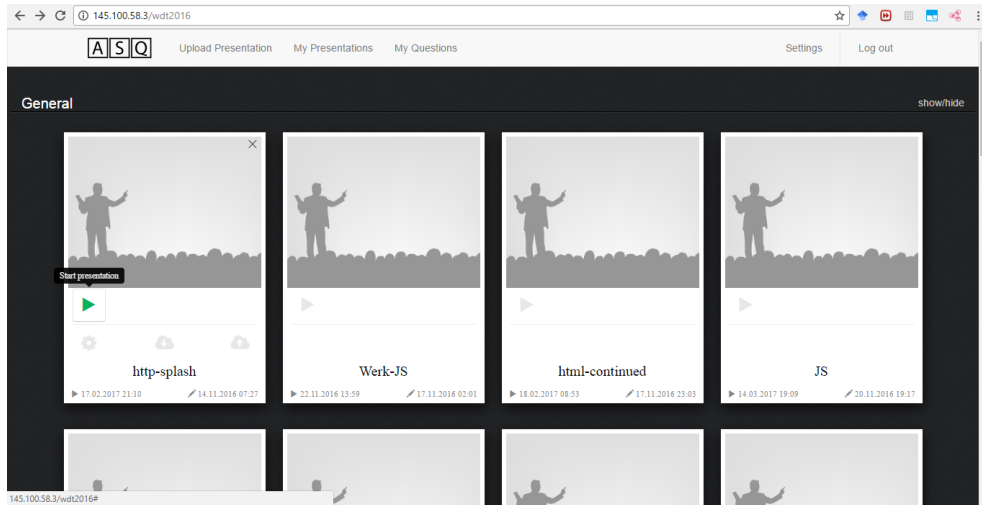 145.100.58.3/wdt2016
ASQ Upload Presentation My Presentations My Questions Settings Log out
General show/hide
Start presentation
http-splash Werk-JS html-continued JS
17.02.2017 21:10 14.11.2016 07:27 22.11.2016 13:59 17.11.2016 02:01 18.02.2017 08:53 17.11.2016 23:03 14.03.2017 19:09 20.11.2016 19:17
145.100.58.3/wdt2016#